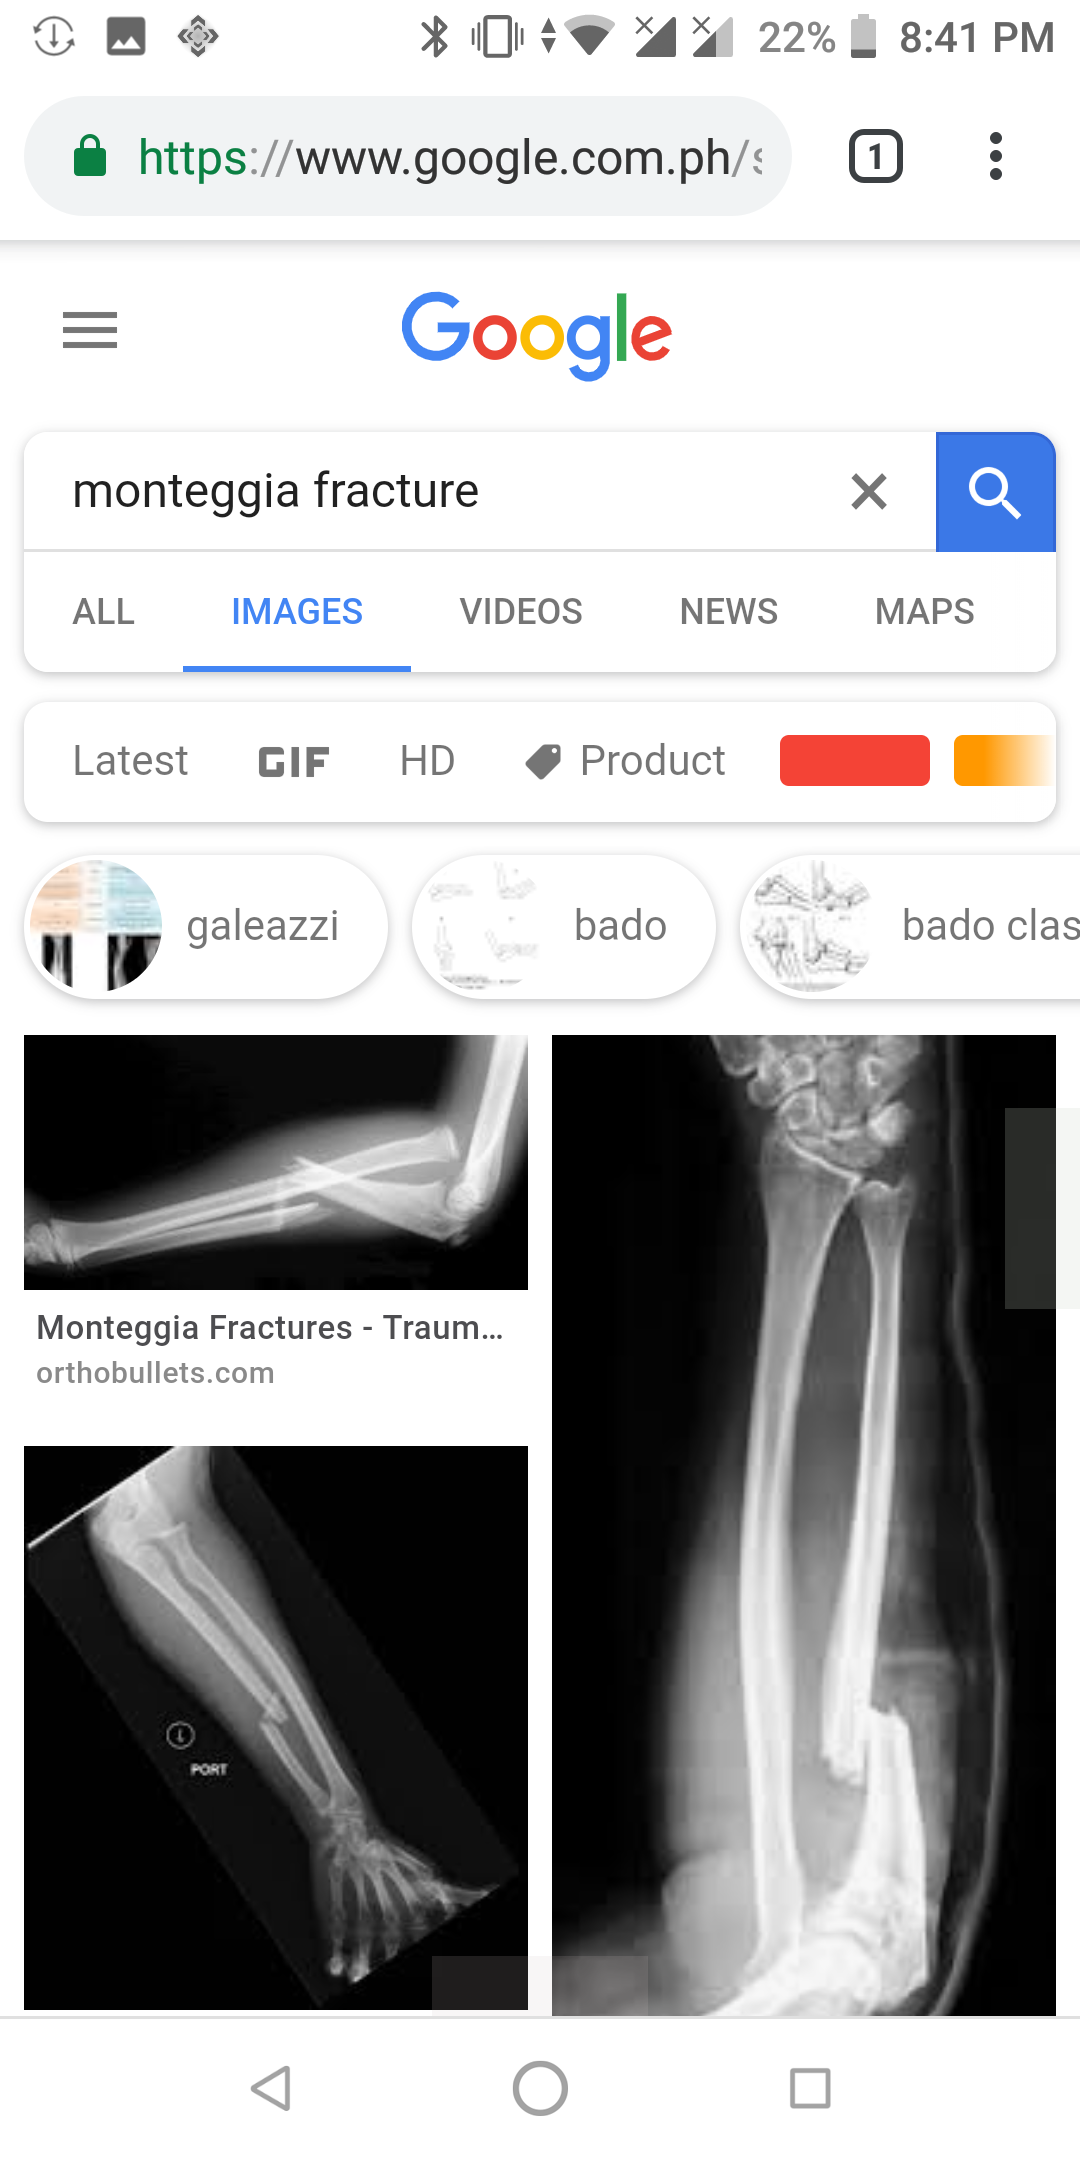 22% 8:41 PM
https://www.google.com.ph/s
1
Google
monteggia fracture
ALL IMAGES VIDEOS NEWS MAPS
Latest GIF HD Product
galeazzi bado bado clas
Monteggia Fractures - Traum...
orthobullets.com
L
PORT